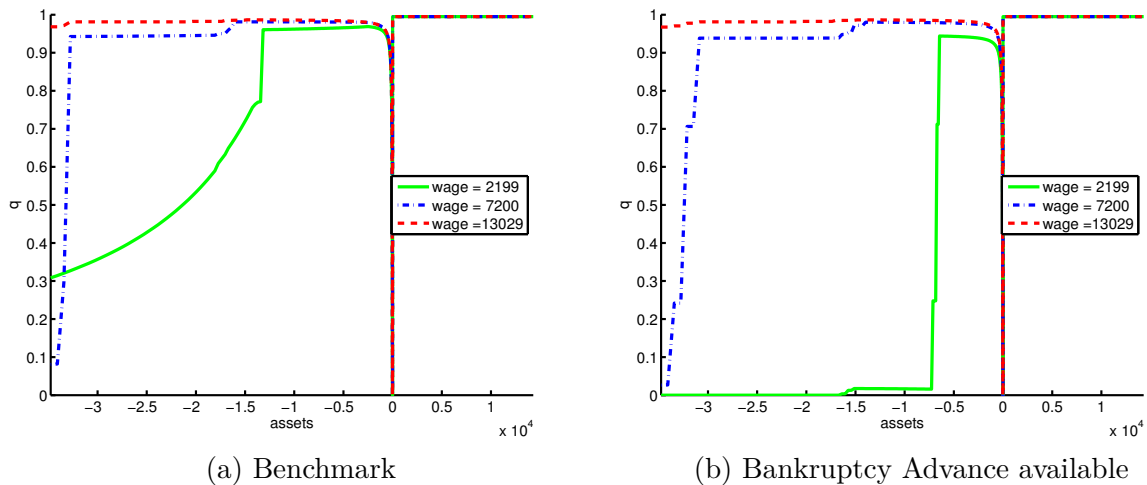 1
0.9
0.8
0.7
0.6
0.5
0.4
0.3
0.2
0.1
0
q
−3 −2.5 −2 −1.5 −1 −0.5 0 0.5 1
assets
x 10^4
wage = 2199
wage = 7200
wage =13029
(a) Benchmark
1
0.9
0.8
0.7
0.6
0.5
0.4
0.3
0.2
0.1
0
q
−3 −2.5 −2 −1.5 −1 −0.5 0 0.5 1
assets
x 10^4
wage = 2199
wage = 7200
wage =13029
(b) Bankruptcy Advance available